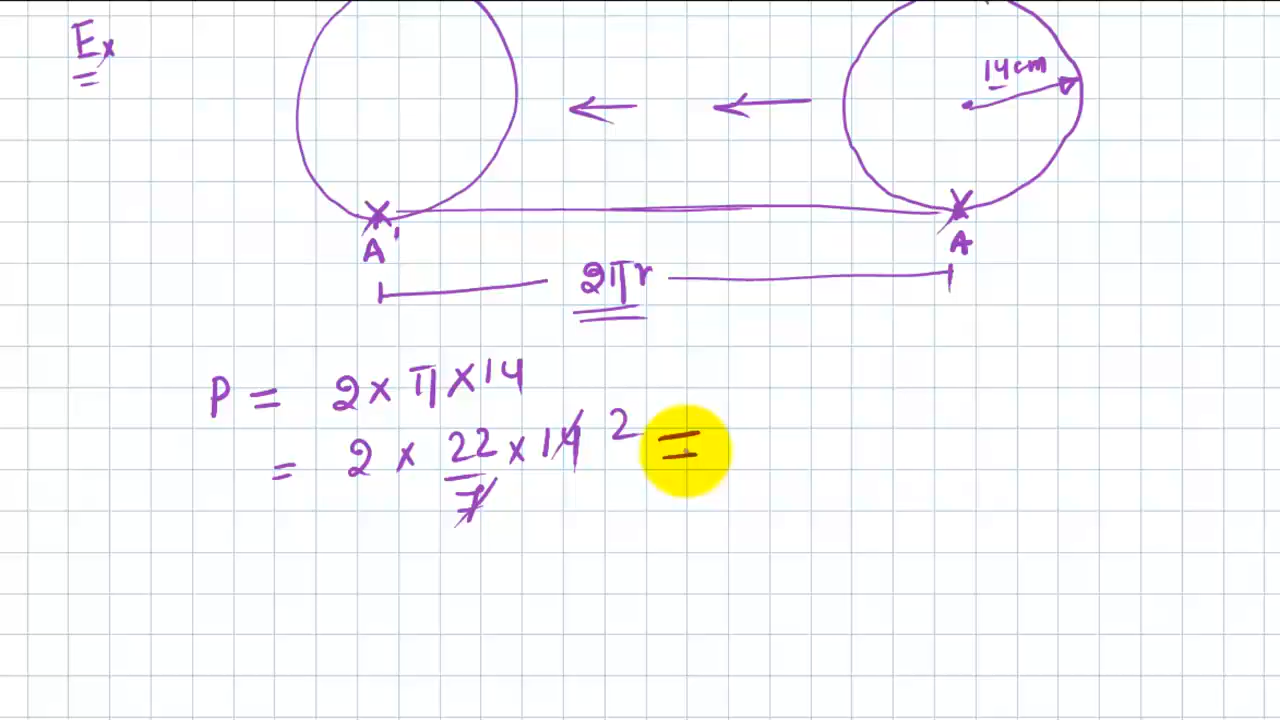 Ex
14cm
A'
A
2πr
P = 2 × π × 14
= 2 × 22/7 × 14 2 =